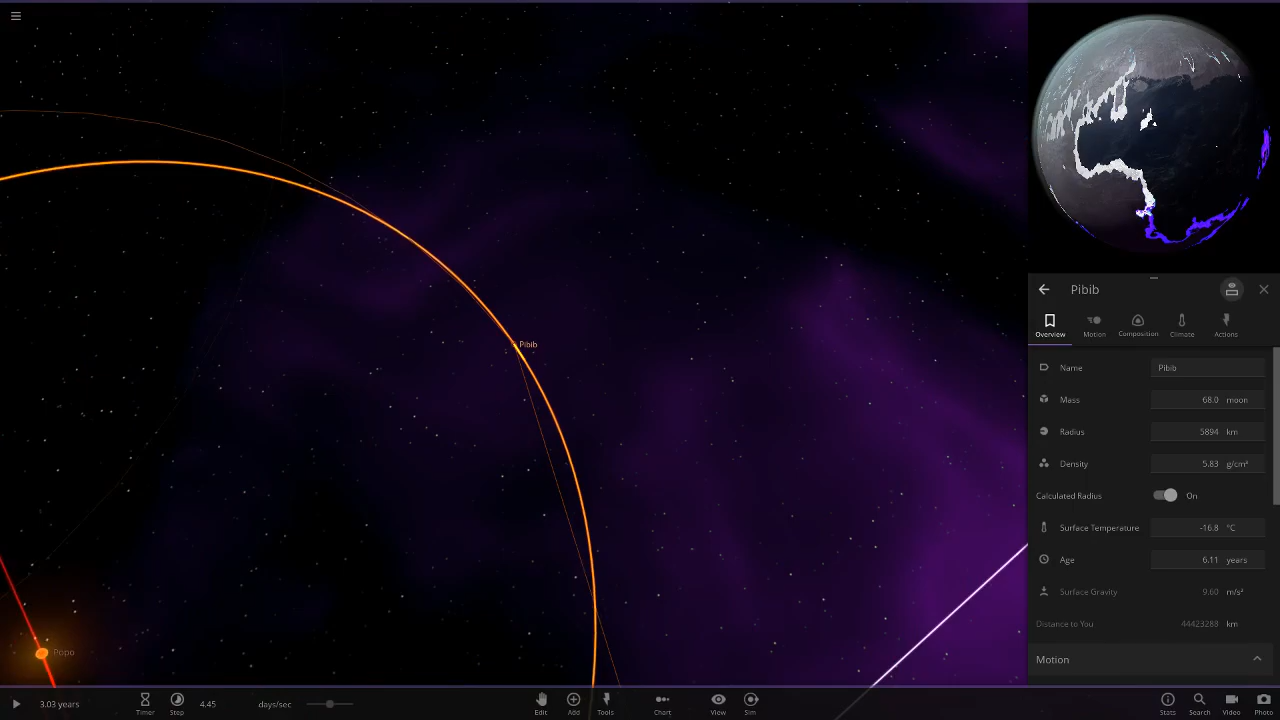 Pibib
Popo
Pibib
Overview
Motion
Composition
Climate
Actions
Name Pibib
Mass 68.0 moon
Radius 5894 km
Density 5.83 g/cm³
Calculated Radius On
Surface Temperature -16.8 °C
Age 6.11 years
Surface Gravity 9.60 m/s²
Distance to You 44423288 km
Motion
3.03 years
Timer
Step
4.45 days/sec
Edit
Add
Tools
Chart
View
Sim
Stats
Search
Video
Photo